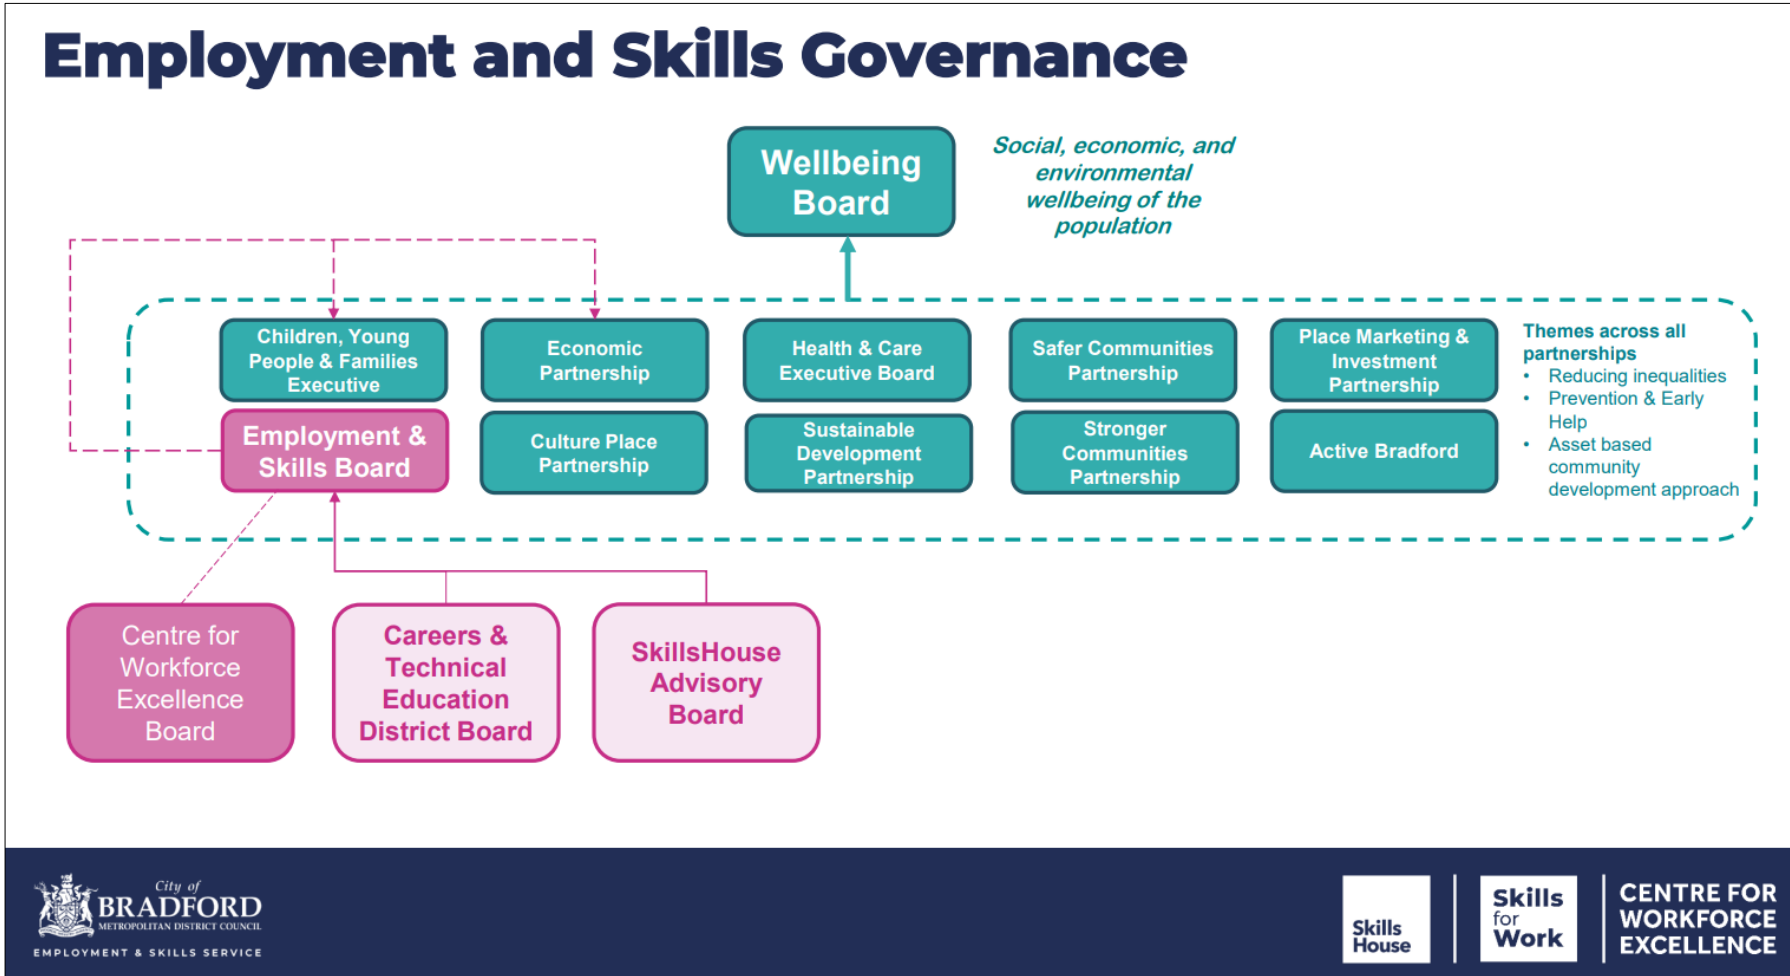 Employment and Skills Governance
Wellbeing
Board
Social, economic, and
environmental
wellbeing of the
population
Children, Young
People & Families
Executive
Economic
Partnership
Health & Care
Executive Board
Safer Communities
Partnership
Place Marketing &
Investment
Partnership
Employment &
Skills Board
Culture Place
Partnership
Sustainable
Development
Partnership
Stronger
Communities
Partnership
Active Bradford
Themes across all
partnerships
• Reducing inequalities
• Prevention & Early
Help
• Asset based
community
development approach
Centre for
Workforce
Excellence
Board
Careers &
Technical
Education
District Board
SkillsHouse
Advisory
Board
City of
BRADFORD
METROPOLITAN DISTRICT COUNCIL
EMPLOYMENT & SKILLS SERVICE
Skills
House
Skills
for
Work
CENTRE FOR
WORKFORCE
EXCELLENCE